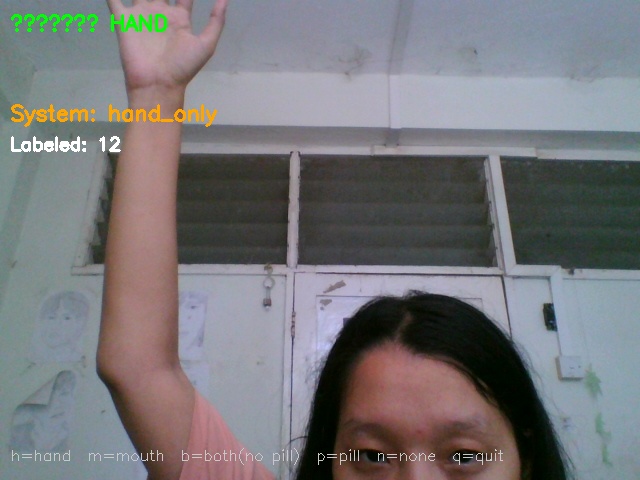 ??????? HAND
System: hand_only
Labeled: 12
h=hand m=mouth b=both(no pill) p=pill n=none q=quit